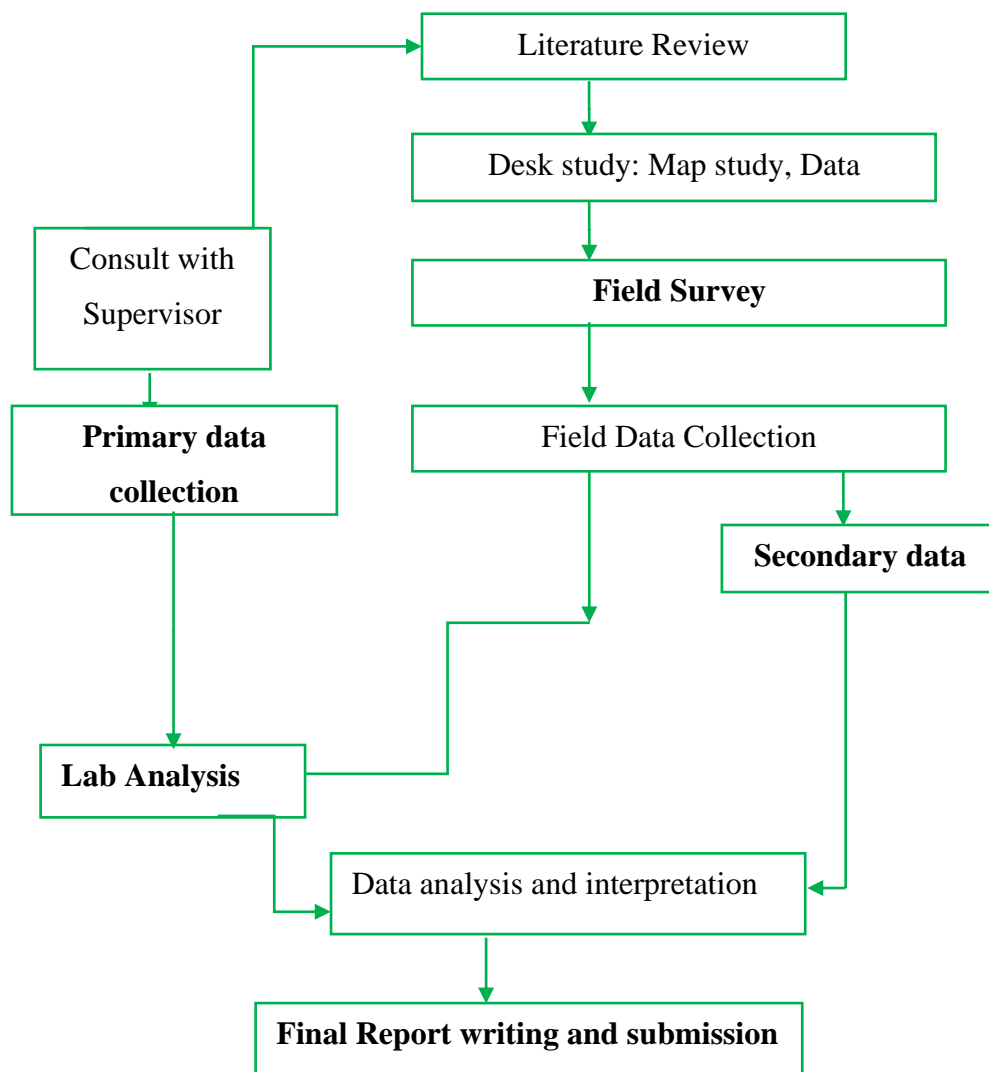 Literature Review
Desk study: Map study, Data
Consult with
Supervisor
Field Survey
Primary data
collection
Field Data Collection
Secondary data
Lab Analysis
Data analysis and interpretation
Final Report writing and submission